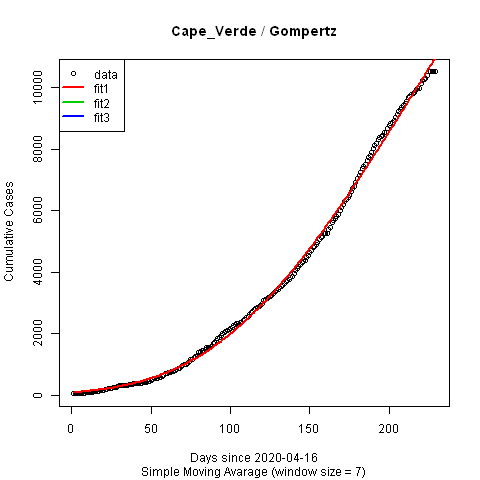 Cape_Verde / Gompertz
data
fit1
fit2
fit3
Cumulative Cases
0
2000
4000
6000
8000
10000
0 50 100 150 200
Days since 2020-04-16
Simple Moving Avarage (window size = 7)